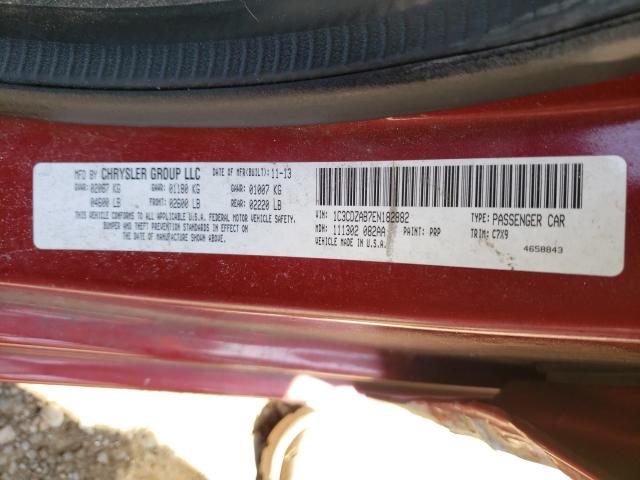 MFD BY CHRYSLER GROUP LLC DATE OF MFR(BUILT): 11-13
GVWR: 02087 KG GAWR: 01180 KG GAWR: 01007 KG
04600 LB FRONT: 02600 LB REAR: 02220 LB
THIS VEHICLE CONFORMS TO ALL APPLICABLE U.S.A. FEDERAL MOTOR VEHICLE SAFETY,
BUMPER AND THEFT PREVENTION STANDARDS IN EFFECT ON
THE DATE OF MANUFACTURE SHOWN ABOVE.
VIN: 1C3CDZAB7EN182882 TYPE: PASSENGER CAR
MDH: 111302 082AA PAINT: PRP TRIM: C7X9
VEHICLE MADE IN U.S.A. 4658843